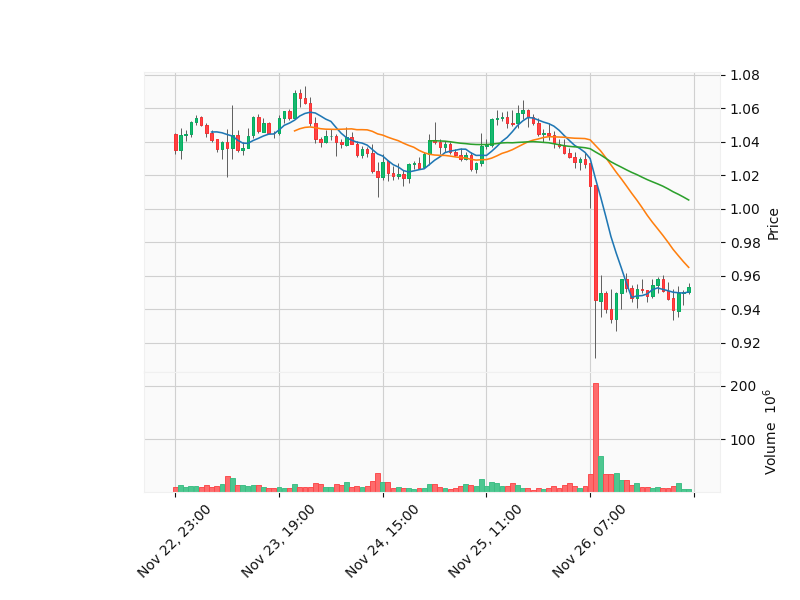 1.08
1.06
1.04
1.02
1.00
0.98
0.96
0.94
0.92
Price
200
100
Volume 10⁶
Nov 22, 23:00
Nov 23, 19:00
Nov 24, 15:00
Nov 25, 11:00
Nov 26, 07:00